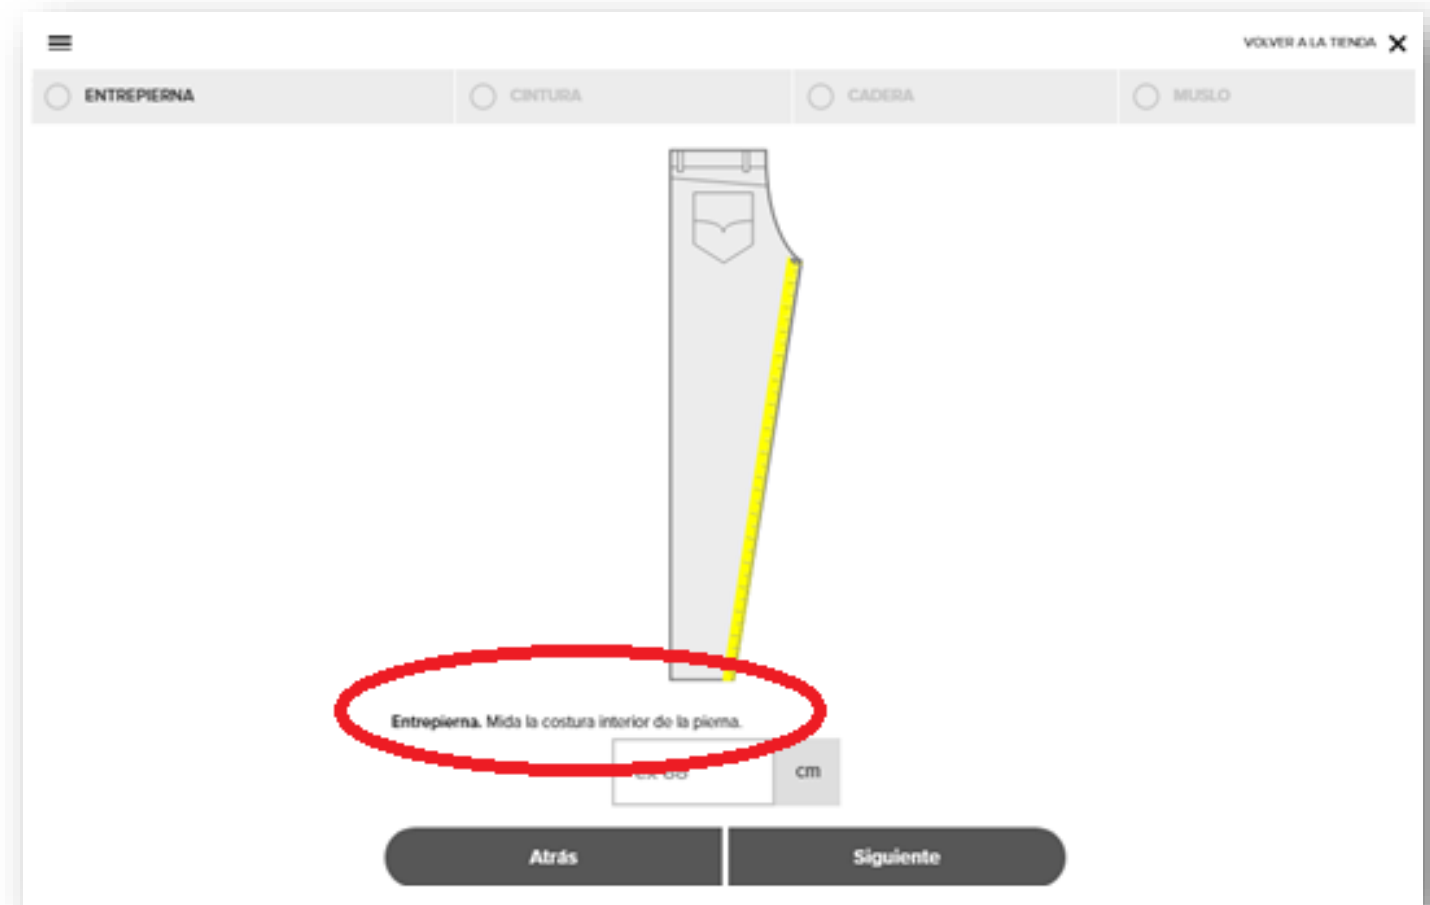 VOLVER A LA TIENDA
ENTREPIERNA
CINTURA
CADERA
MUSLO
Entrepierna. Mida la costura interior de la pierna.
cm
Atrás
Siguiente